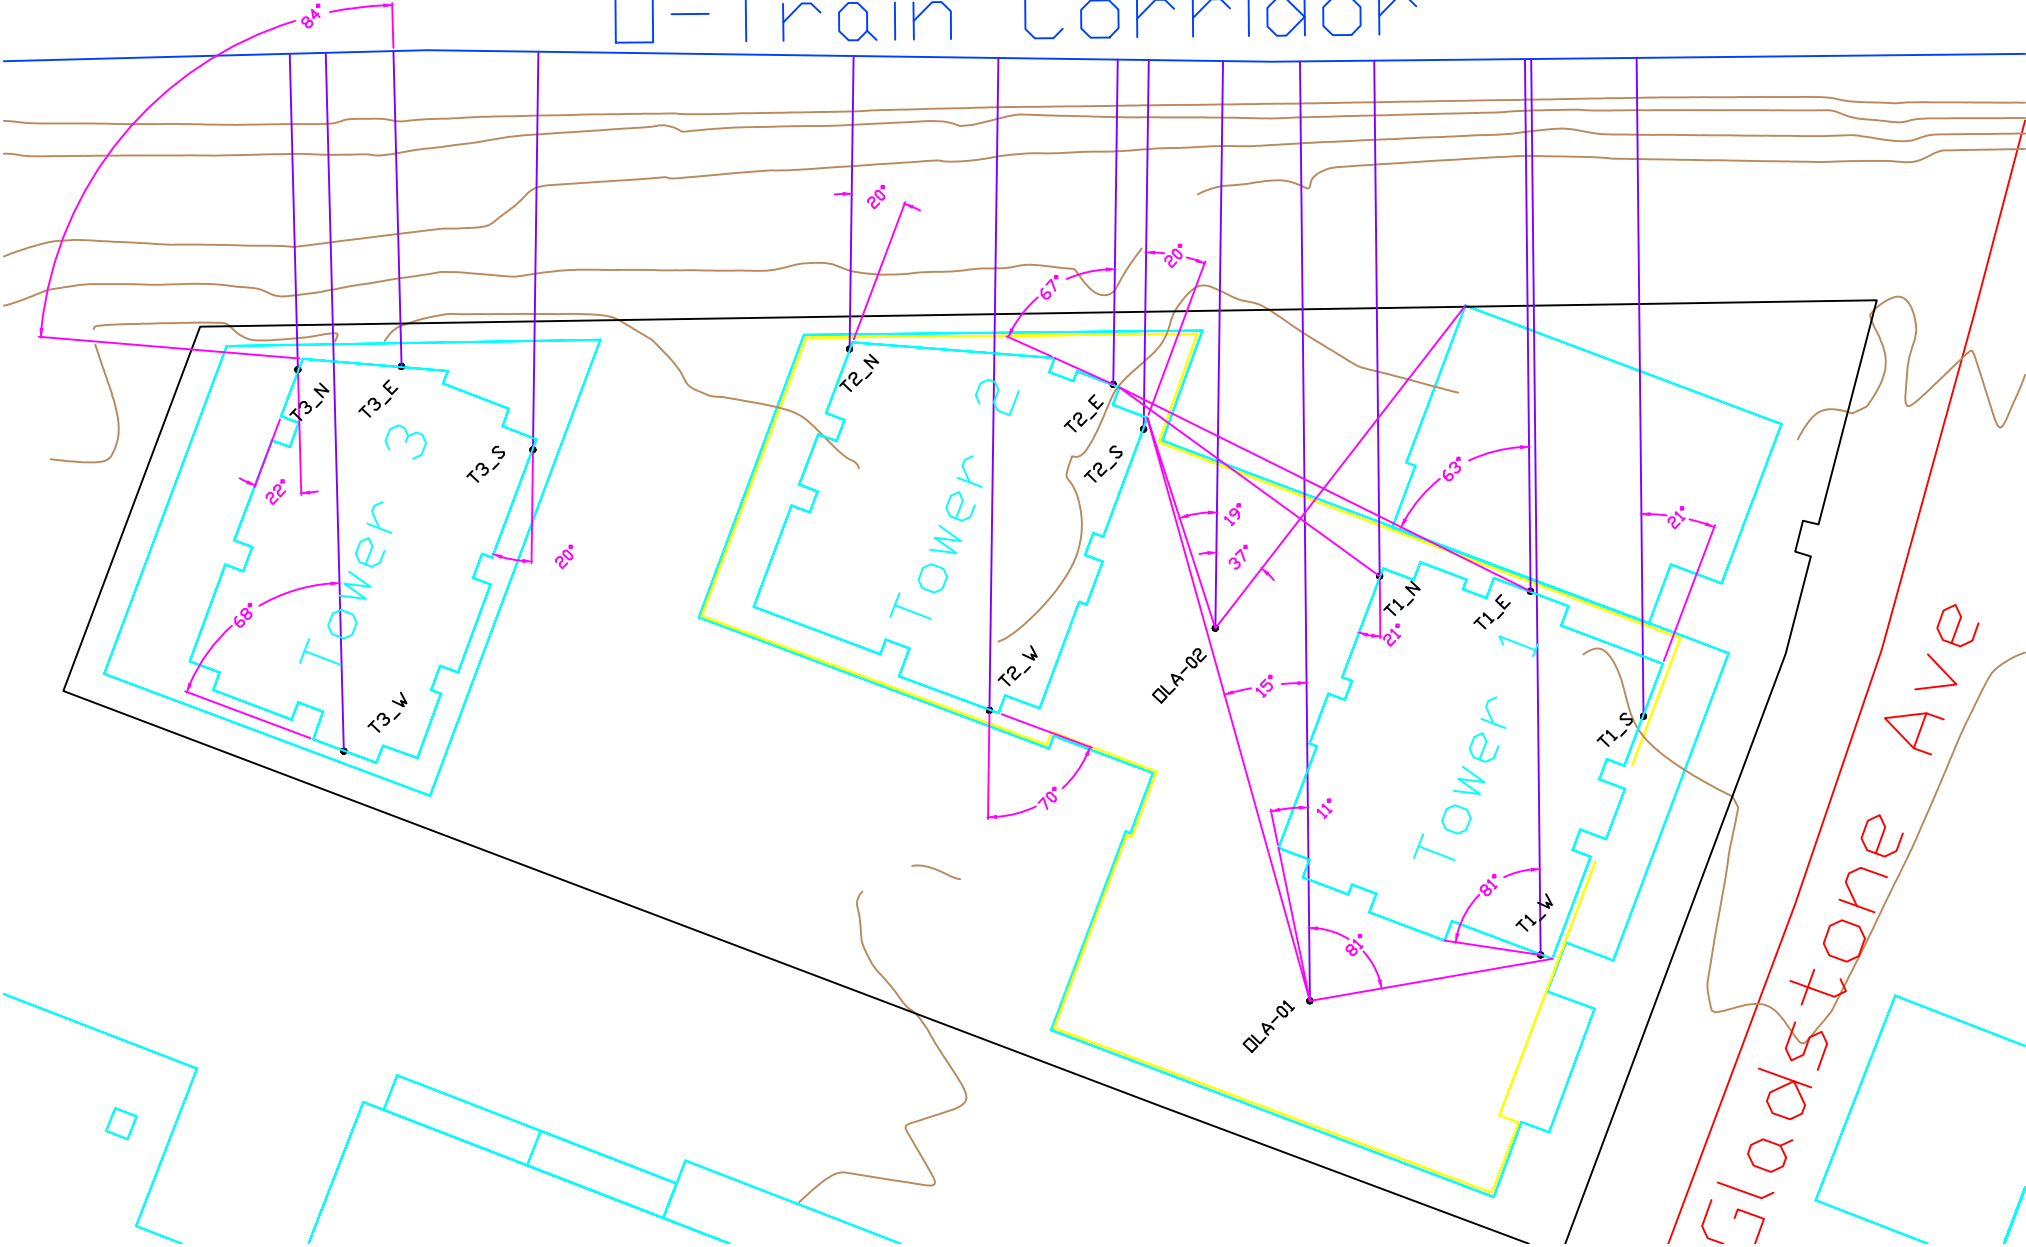 O-Train Corridor
84°
20°
20°
67°
T3_N
T3_E
T2_N
T2_E
T3_S
T2_S
Tower 3
Tower 2
22°
20°
68°
19°
37°
63°
21°
T1_N
T1_E
21°
T3_W
T2_W
OLA-02
15°
T1_S
Tower 1
70°
11°
81°
T1_W
81°
OLA-01
Gladstone Ave